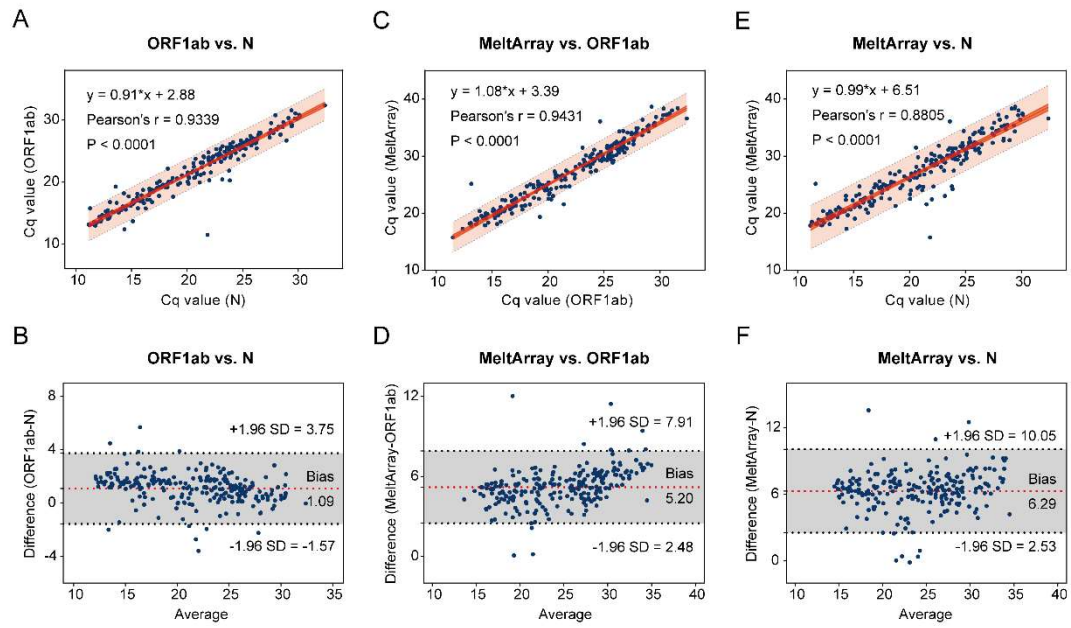 A
ORF1ab vs. N
y = 0.91*x + 2.88
Pearson's r = 0.9339
P < 0.0001
Cq value (ORF1ab)
30
20
10
10 15 20 25 30
Cq value (N)
C
MeltArray vs. ORF1ab
y = 1.08*x + 3.39
Pearson's r = 0.9431
P < 0.0001
Cq value (MeltArray)
40
30
20
10
10 15 20 25 30
Cq value (ORF1ab)
E
MeltArray vs. N
y = 0.99*x + 6.51
Pearson's r = 0.8805
P < 0.0001
Cq value (MeltArray)
40
30
20
10
10 15 20 25 30
Cq value (N)
B
ORF1ab vs. N
Difference (ORF1ab-N)
8
4
0
-4
+1.96 SD = 3.75
Bias
1.09
-1.96 SD = -1.57
10 15 20 25 30 35
Average
D
MeltArray vs. ORF1ab
Difference (MeltArray-ORF1ab)
12
6
0
+1.96 SD = 7.91
Bias
5.20
-1.96 SD = 2.48
10 15 20 25 30 35 40
Average
F
MeltArray vs. N
Difference (MeltArray-N)
12
6
0
+1.96 SD = 10.05
Bias
6.29
-1.96 SD = 2.53
10 15 20 25 30 35 40
Average